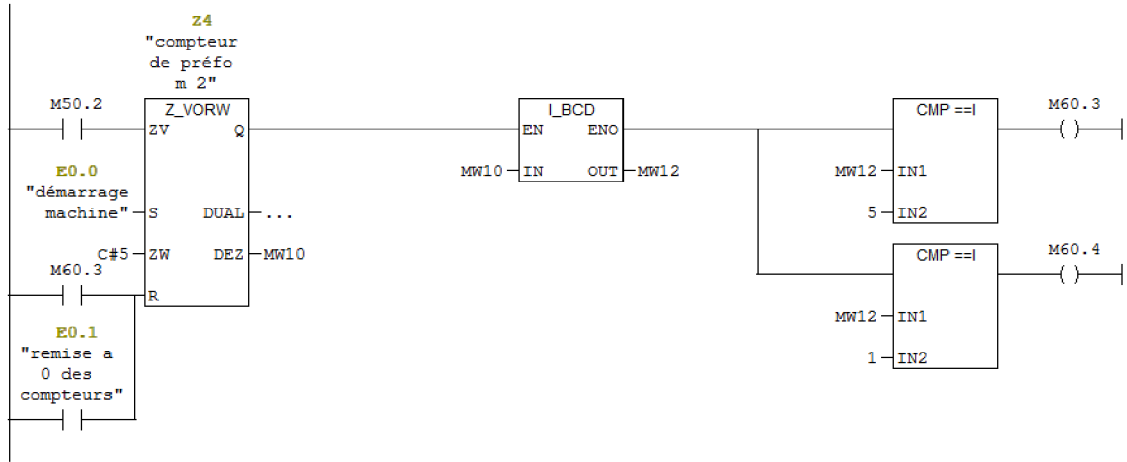 Z4
"compteur
de préfo
m 2"
M50.2
Z_VORW
ZV Q
E0.0
"démarrage
machine"
S DUAL ...
C#5 ZW DEZ MW10
M60.3
R
E0.1
"remise a
0 des
compteurs"
I_BCD
EN ENO
MW10 IN OUT MW12
CMP ==I
M60.3
( )
MW12 IN1
5 IN2
CMP ==I
M60.4
( )
MW12 IN1
1 IN2